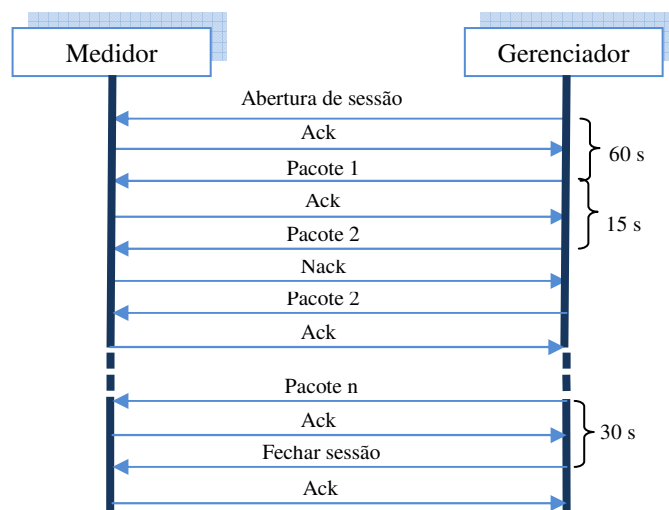 Medidor
Gerenciador
Abertura de sessão
Ack
60 s
Pacote 1
Ack
15 s
Pacote 2
Nack
Pacote 2
Ack
Pacote n
Ack
30 s
Fechar sessão
Ack